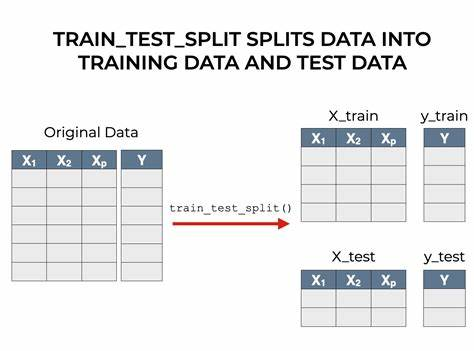 TRAIN_TEST_SPLIT SPLITS DATA INTO
TRAINING DATA AND TEST DATA
Original Data
X1 X2 Xp Y
train_test_split()
X_train y_train
X1 X2 Xp Y
X_test y_test
X1 X2 Xp Y